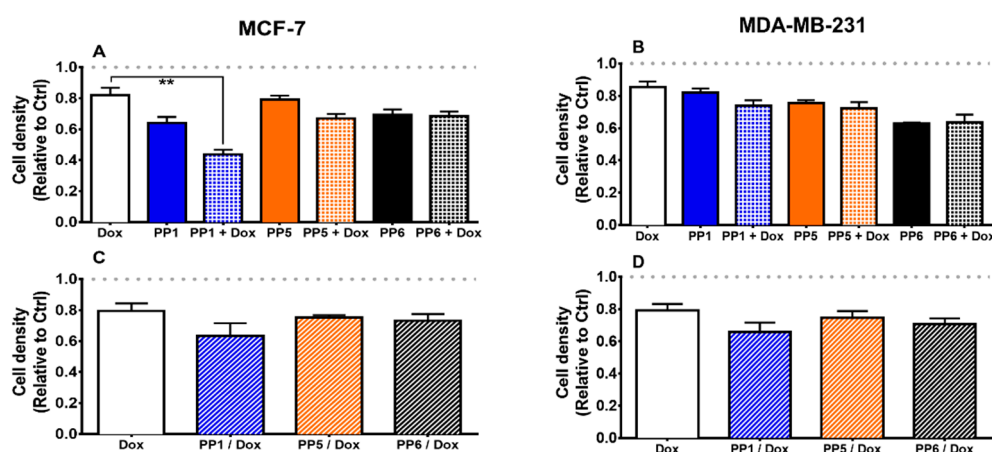 MCF-7
MDA-MB-231
A
Cell density
(Relative to Ctrl)
1.0
0.8
0.6
0.4
0.2
0.0
**
Dox PP1 PP1 + Dox PP5 PP5 + Dox PP6 PP6 + Dox
B
Cell density
(Relative to Ctrl)
1.0
0.8
0.6
0.4
0.2
0.0
Dox PP1 PP1 + Dox PP5 PP5 + Dox PP6 PP6 + Dox
C
Cell density
(Relative to Ctrl)
1.0
0.8
0.6
0.4
0.2
0.0
Dox PP1 / Dox PP5 / Dox PP6 / Dox
D
Cell density
(Relative to Ctrl)
1.0
0.8
0.6
0.4
0.2
0.0
Dox PP1 / Dox PP5 / Dox PP6 / Dox